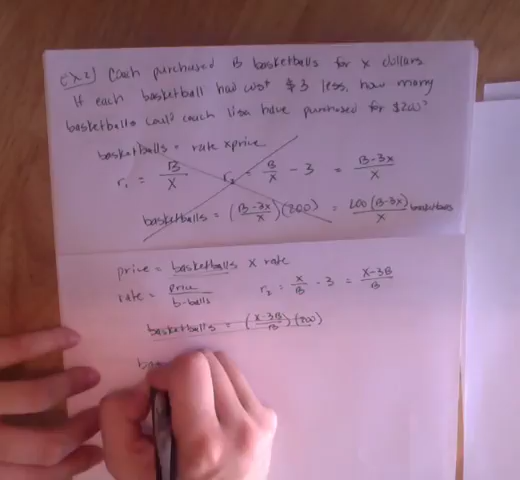 Ex 2) Coach purchased B basketballs for x dollars
If each basketball had cost $3 less, how many
basketballs could coach lisa have purchased for $200?
basketballs = rate x price
r₁ = B/x r₂ = B/x - 3 = B-3x/x
basketballs = (B-3x/x)(200) = 200(B-3x)/x basketballs
price = basketballs x rate
rate = price/b-balls r₂ = x/B - 3 = x-3B/B
basketballs = (x-3B/B)(200)
bas